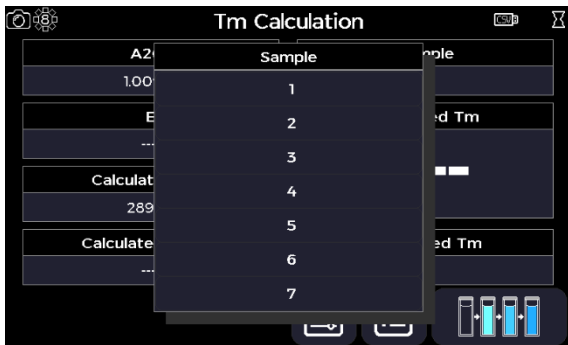 8
Tm Calculation
CSV
A2
Sample
mple
1.00
1
E
2
ed Tm
---
3
Calculat
4
289
5
Calculate
ed Tm
6
---
7